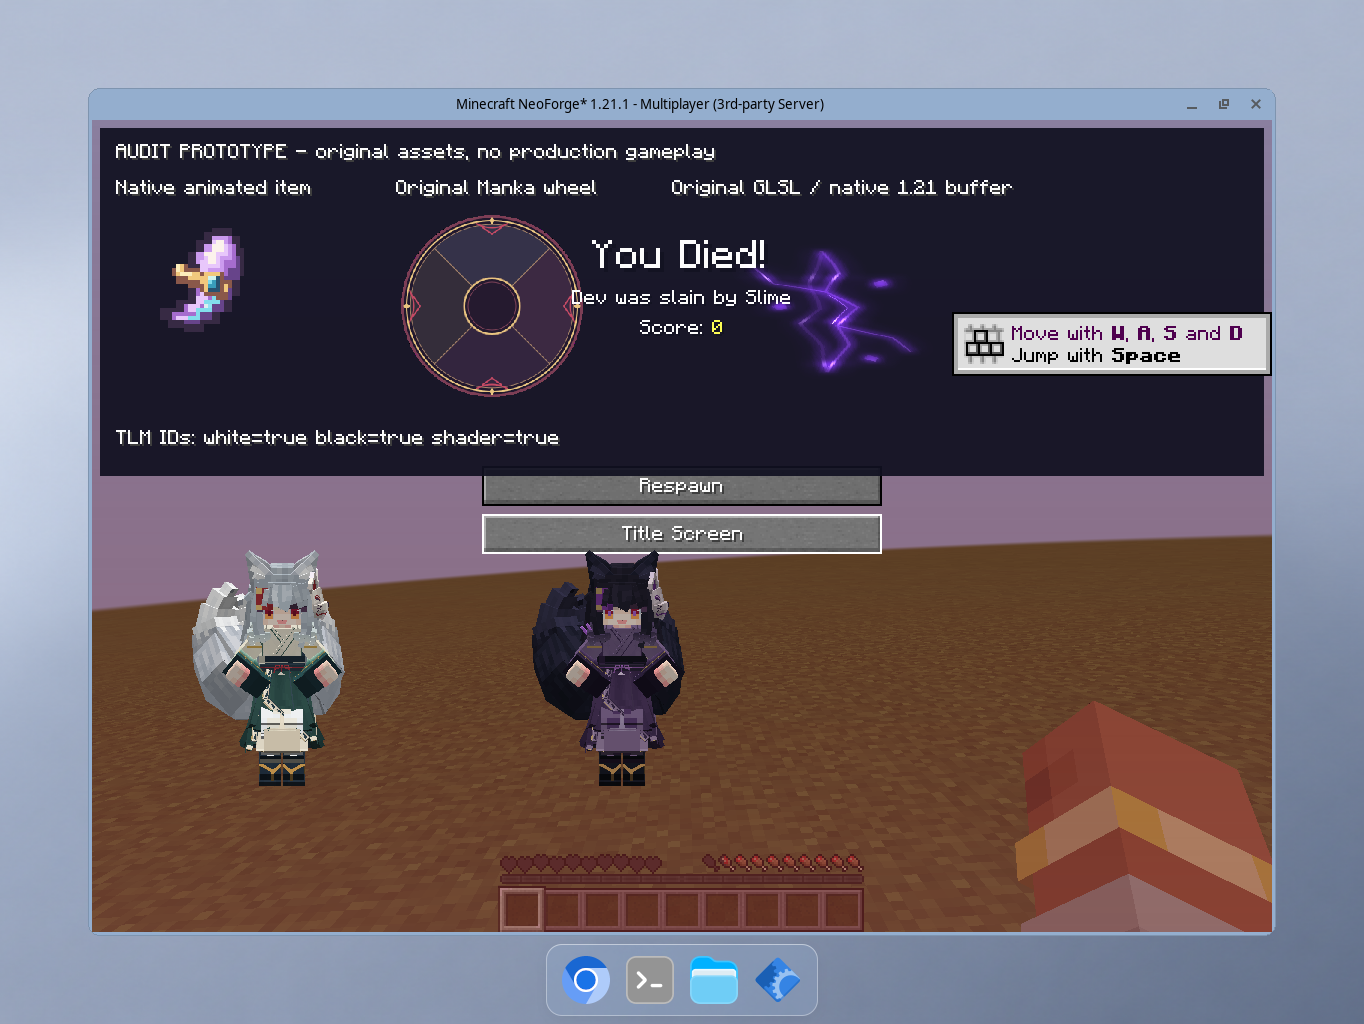 Minecraft NeoForge* 1.21.1 - Multiplayer (3rd-party Server)
AUDIT PROTOTYPE - original assets, no production gameplay
Native animated item
Original Manka wheel
Original GLSL / native 1.21 buffer
You Died!
Dev was slain by Slime
Score: 0
Move with W, A, S and D
Jump with Space
TLM IDs: white=true black=true shader=true
Respawn
Title Screen